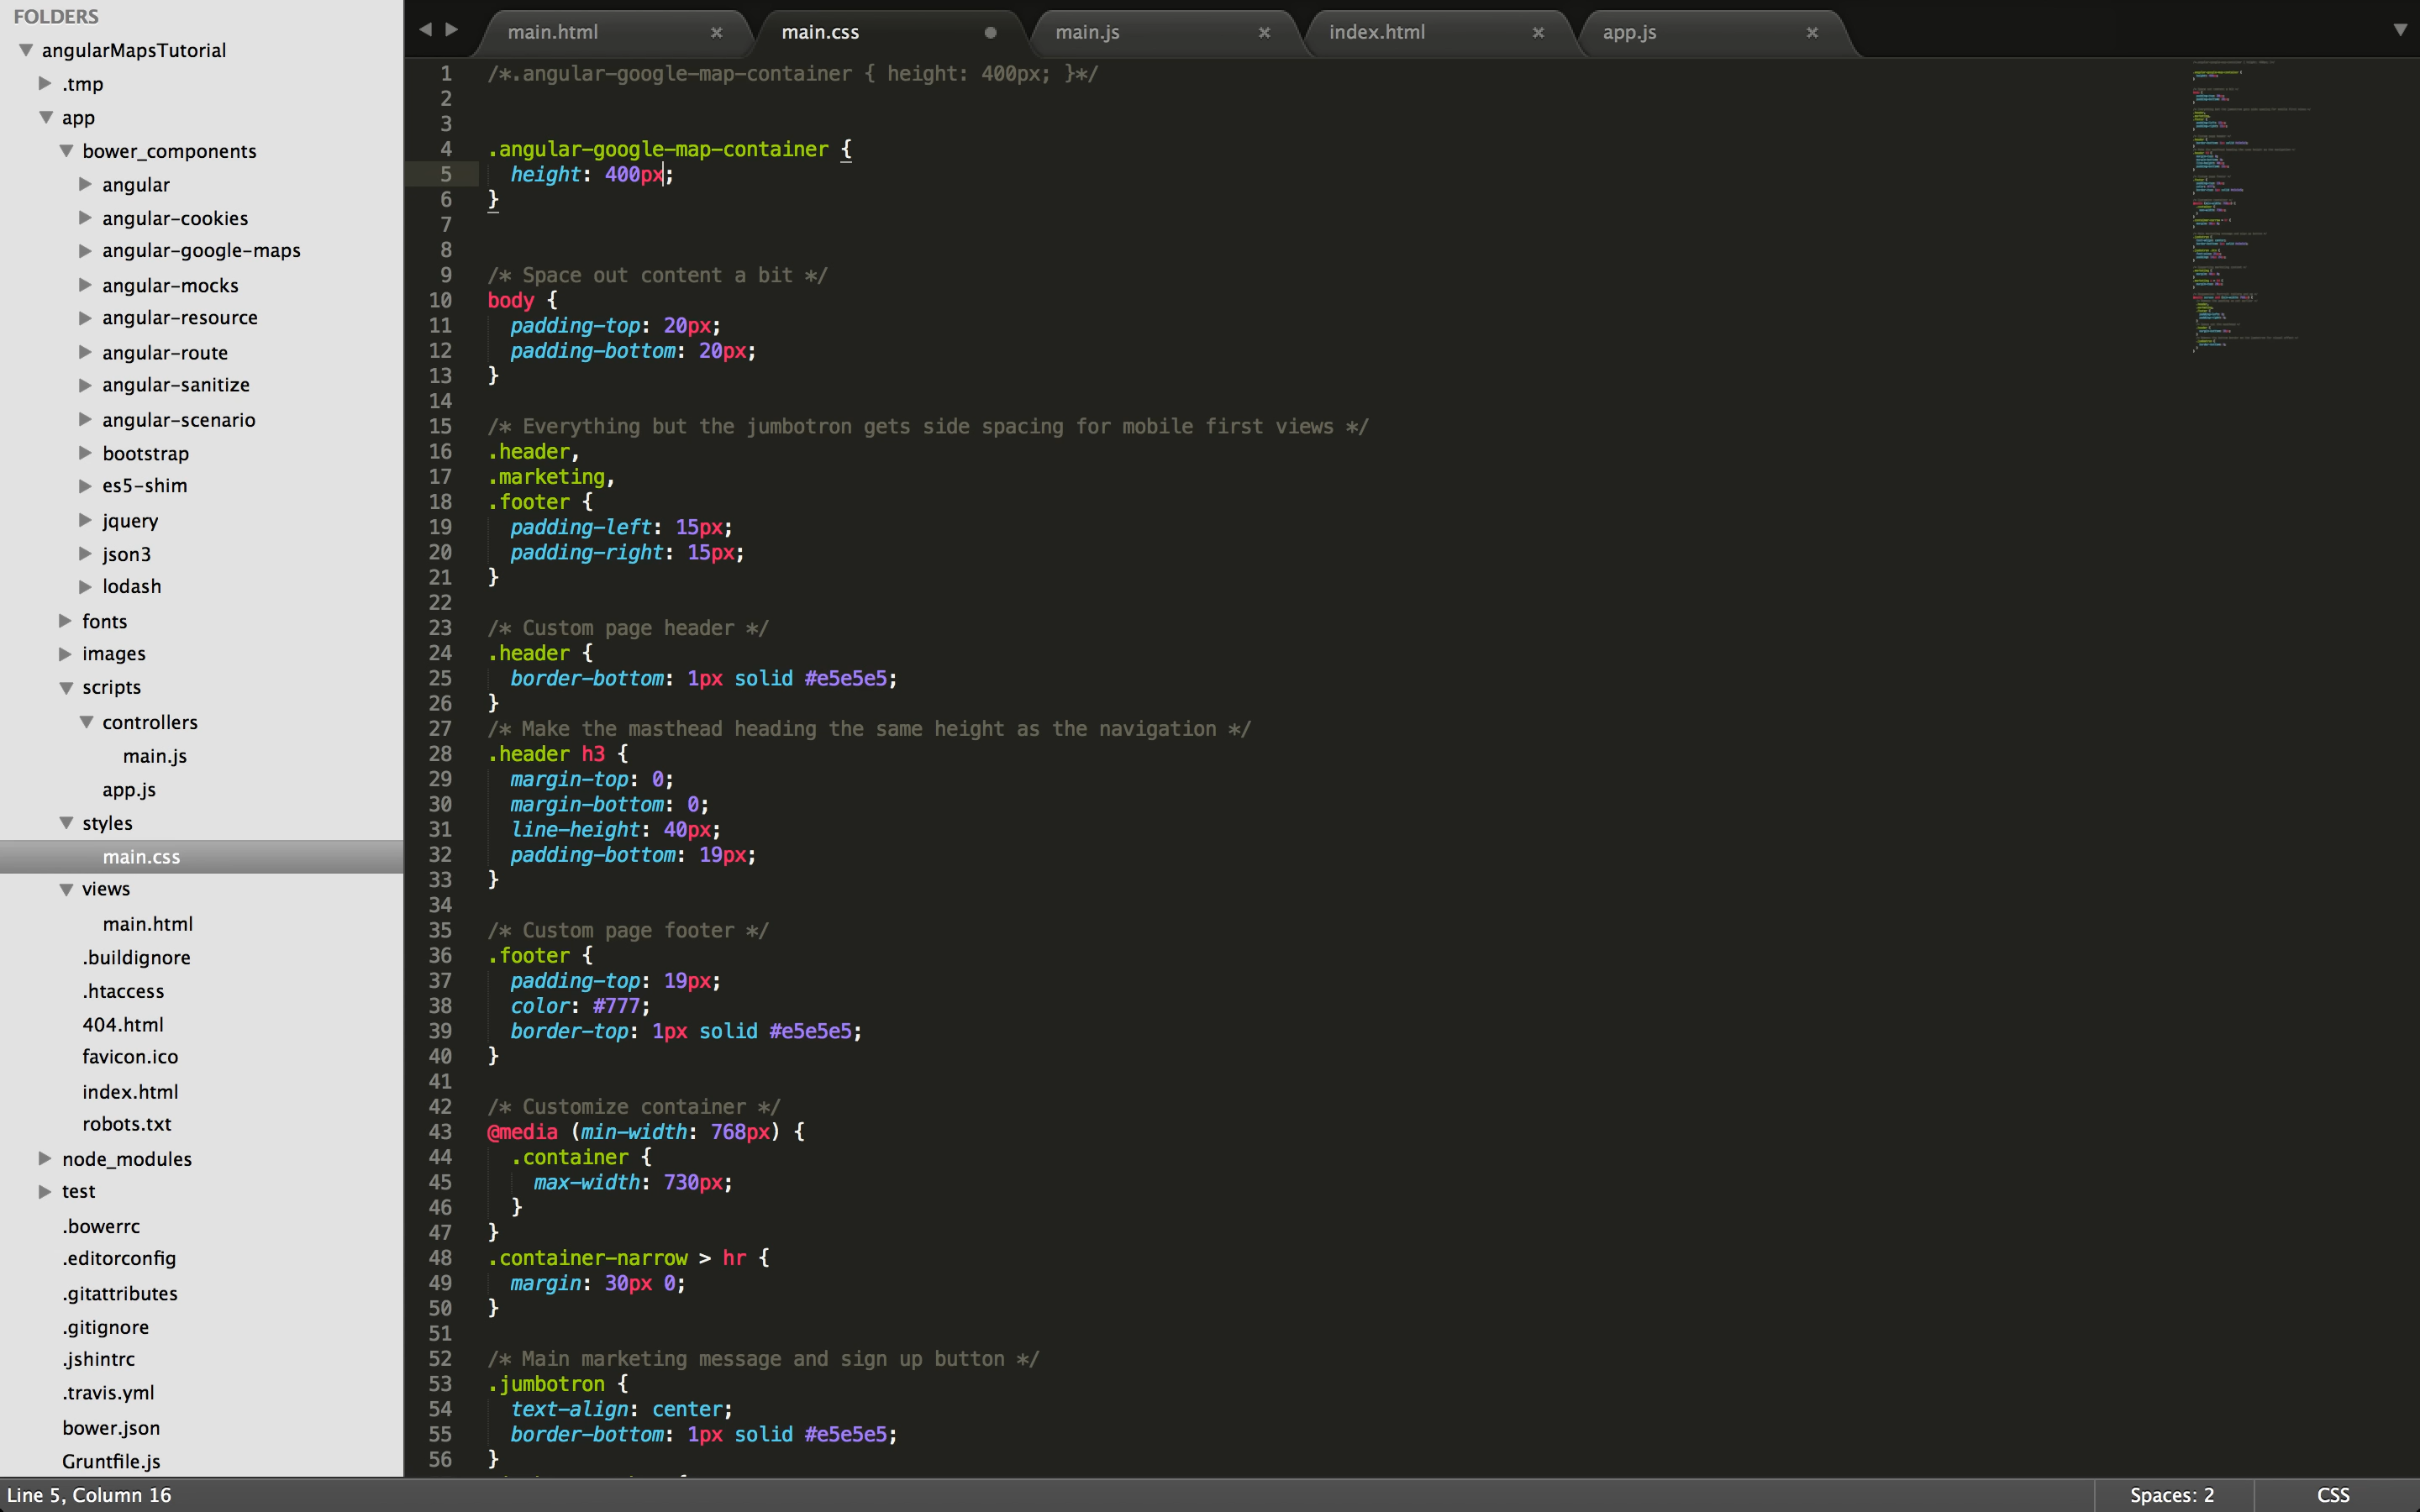 FOLDERS
angularMapsTutorial
.tmp
app
bower_components
angular
angular-cookies
angular-google-maps
angular-mocks
angular-resource
angular-route
angular-sanitize
angular-scenario
bootstrap
es5-shim
jquery
json3
lodash
fonts
images
scripts
controllers
main.js
app.js
styles
main.css
views
main.html
.buildignore
.htaccess
404.html
favicon.ico
index.html
robots.txt
node_modules
test
.bowerrc
.editorconfig
.gitattributes
.gitignore
.jshintrc
.travis.yml
bower.json
Gruntfile.js
main.html × main.css main.js × index.html × app.js ×
1 /*.angular-google-map-container { height: 400px; }*/
2
3
4 .angular-google-map-container {
5 height: 400px;
6 }
7
8
9 /* Space out content a bit */
10 body {
11 padding-top: 20px;
12 padding-bottom: 20px;
13 }
14
15 /* Everything but the jumbotron gets side spacing for mobile first views */
16 .header,
17 .marketing,
18 .footer {
19 padding-left: 15px;
20 padding-right: 15px;
21 }
22
23 /* Custom page header */
24 .header {
25 border-bottom: 1px solid #e5e5e5;
26 }
27 /* Make the masthead heading the same height as the navigation */
28 .header h3 {
29 margin-top: 0;
30 margin-bottom: 0;
31 line-height: 40px;
32 padding-bottom: 19px;
33 }
34
35 /* Custom page footer */
36 .footer {
37 padding-top: 19px;
38 color: #777;
39 border-top: 1px solid #e5e5e5;
40 }
41
42 /* Customize container */
43 @media (min-width: 768px) {
44 .container {
45 max-width: 730px;
46 }
47 }
48 .container-narrow > hr {
49 margin: 30px 0;
50 }
51
52 /* Main marketing message and sign up button */
53 .jumbotron {
54 text-align: center;
55 border-bottom: 1px solid #e5e5e5;
56 }
Line 5, Column 16
Spaces: 2
CSS